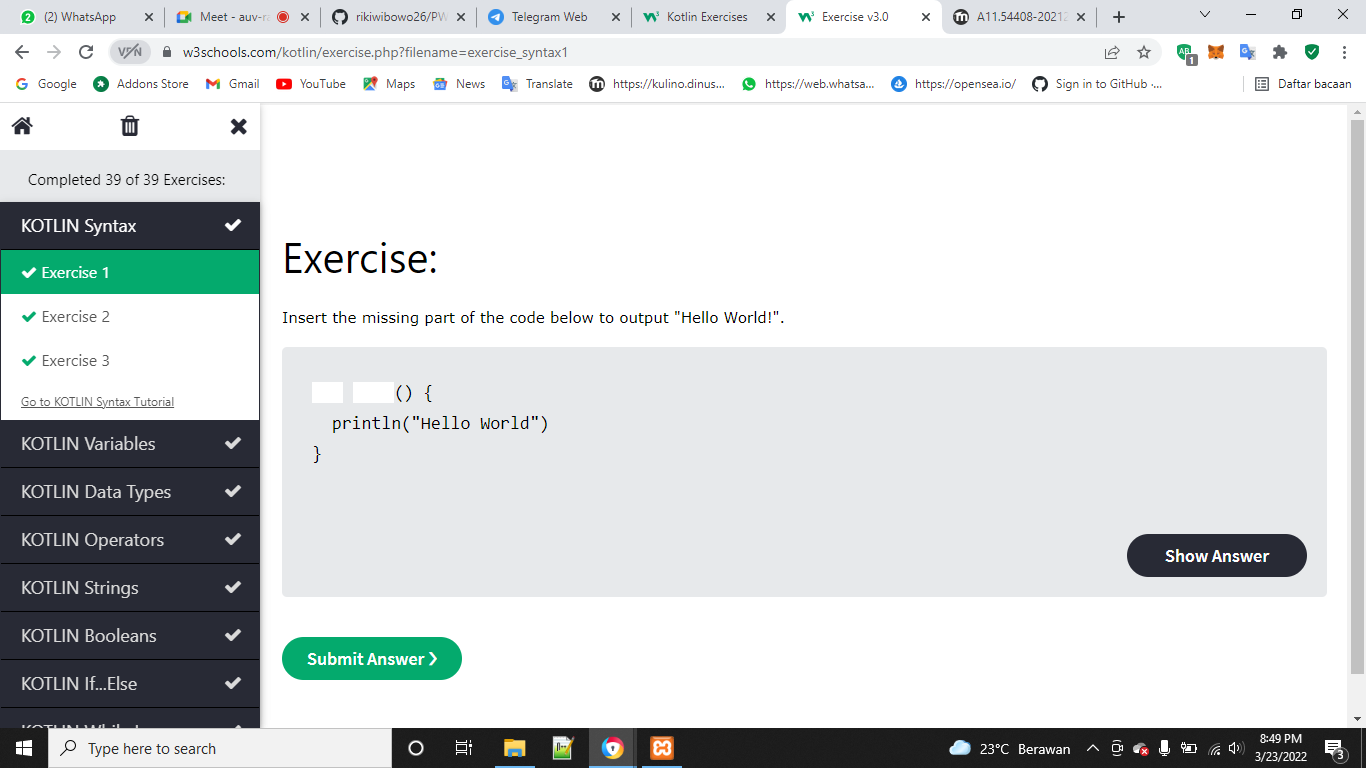 (2) WhatsApp
Meet - auv-r
rikiwibowo26/PW
Telegram Web
Kotlin Exercises
Exercise v3.0
A11.54408-2021
VPN
w3schools.com/kotlin/exercise.php?filename=exercise_syntax1
1
Google
Addons Store
Gmail
YouTube
Maps
News
Translate
https://kulino.dinus...
https://web.whatsa...
https://opensea.io/
Sign in to GitHub ·...
Daftar bacaan
Completed 39 of 39 Exercises:
KOTLIN Syntax
Exercise 1
Exercise 2
Exercise 3
Go to KOTLIN Syntax Tutorial
KOTLIN Variables
KOTLIN Data Types
KOTLIN Operators
KOTLIN Strings
KOTLIN Booleans
KOTLIN If...Else
Exercise:
Insert the missing part of the code below to output "Hello World!".
() {
println("Hello World")
}
Show Answer
Submit Answer ❯
Type here to search
23°C Berawan
8:49 PM
3/23/2022
3